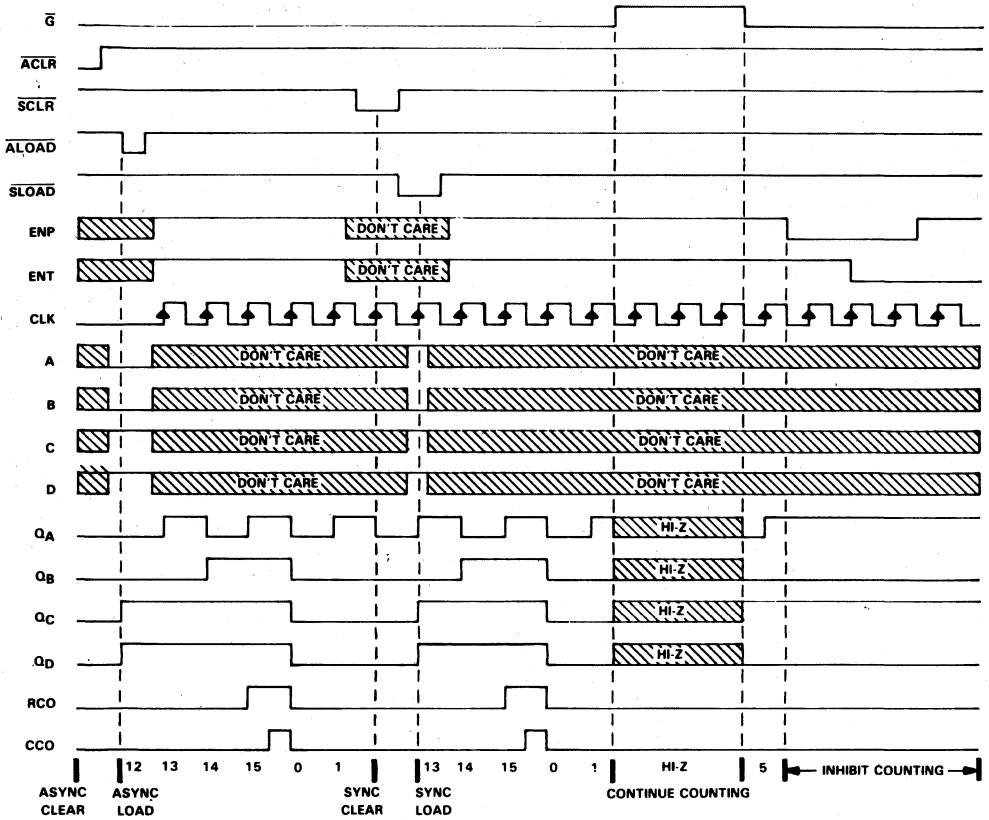 G
ACLR
SCLR
ALOAD
SLOAD
ENP DON'T CARE
ENT DON'T CARE
CLK
A DON'T CARE DON'T CARE
B DON'T CARE DON'T CARE
C DON'T CARE DON'T CARE
D DON'T CARE DON'T CARE
QA HI-Z
QB HI-Z
QC HI-Z
QD HI-Z
RCO
CCO
12 13 14 15 0 1 13 14 15 0 1 HI-Z 5 INHIBIT COUNTING
ASYNC CLEAR
ASYNC LOAD
SYNC CLEAR
SYNC LOAD
CONTINUE COUNTING